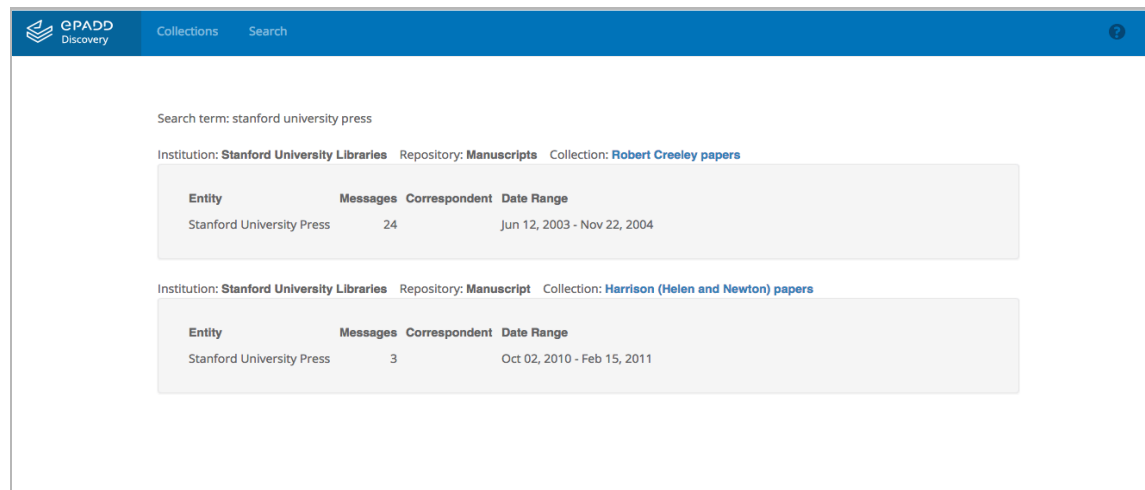 ePADD
Discovery
Collections Search
?
Search term: stanford university press
Institution: Stanford University Libraries Repository: Manuscripts Collection: Robert Creeley papers
Entity Messages Correspondent Date Range
Stanford University Press 24 Jun 12, 2003 - Nov 22, 2004
Institution: Stanford University Libraries Repository: Manuscript Collection: Harrison (Helen and Newton) papers
Entity Messages Correspondent Date Range
Stanford University Press 3 Oct 02, 2010 - Feb 15, 2011